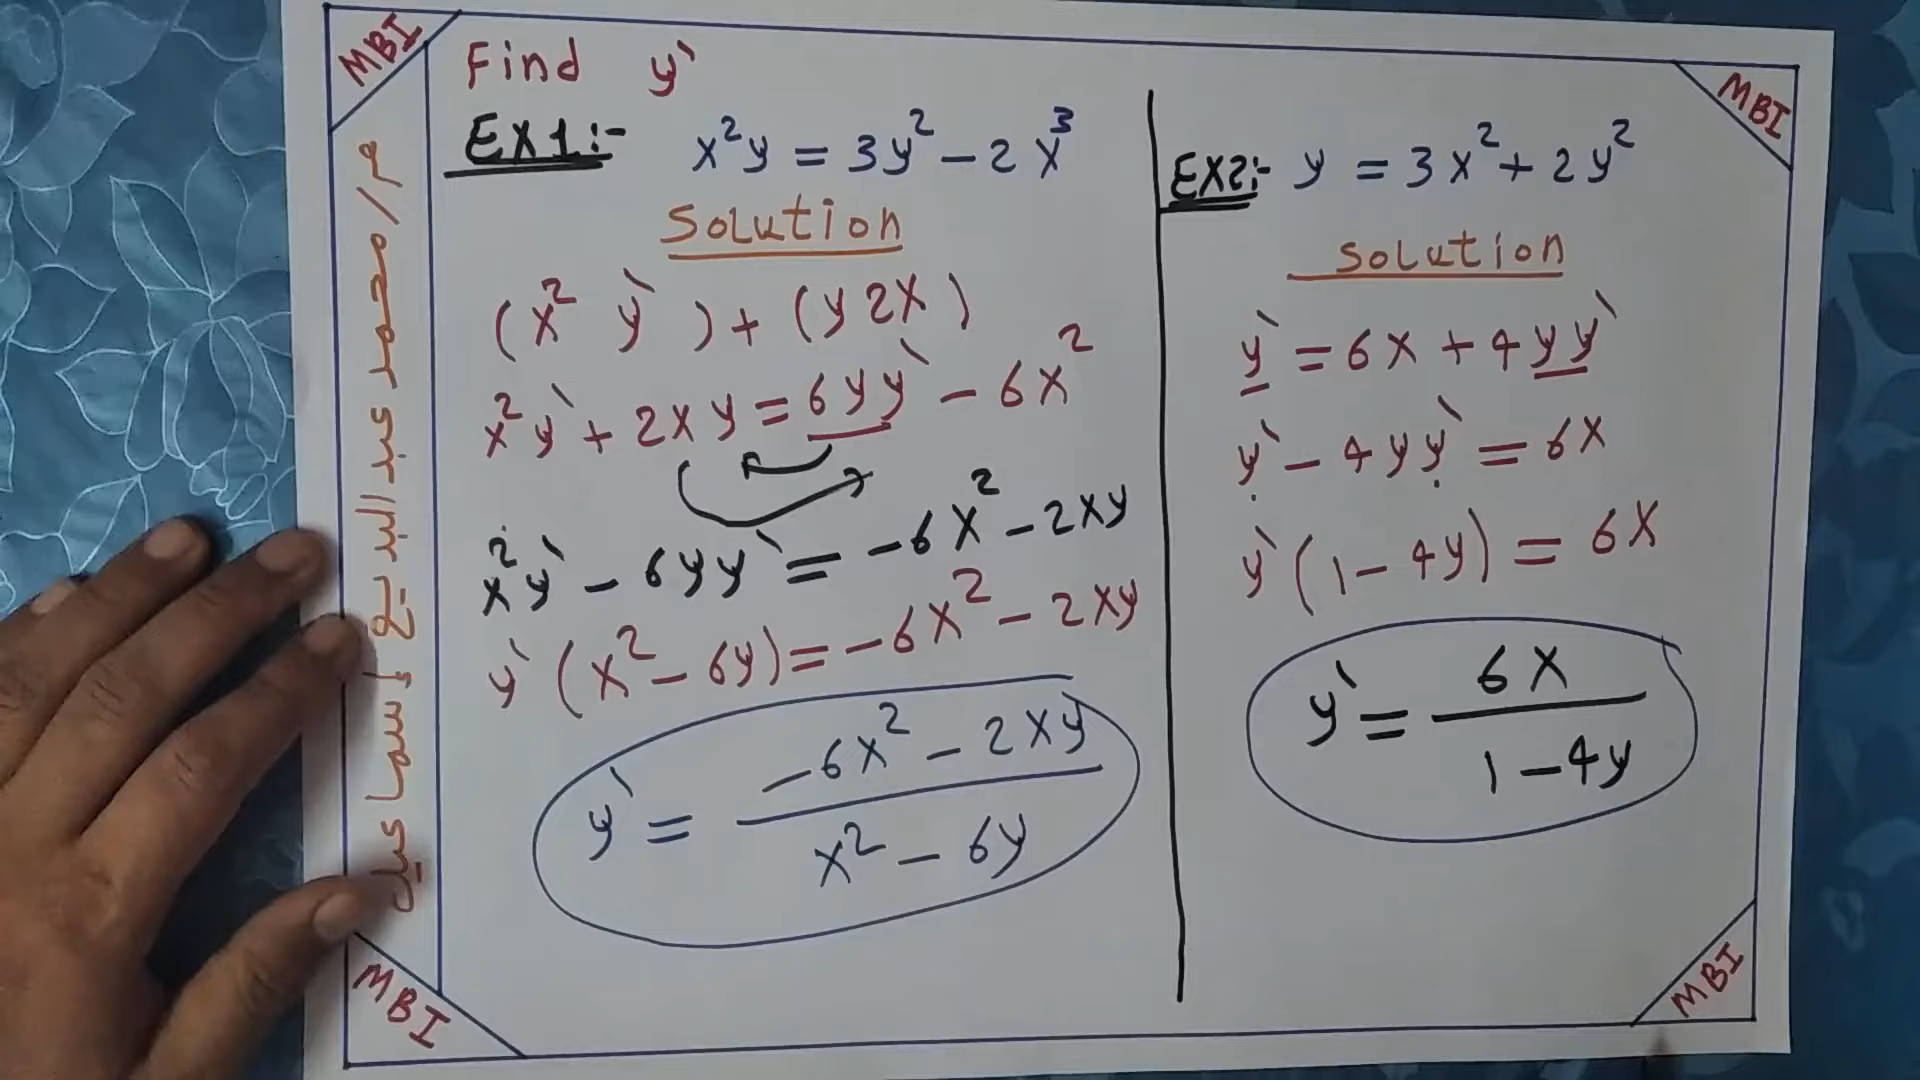 MBI
MBI
Find y`
EX1:- x²y = 3y² - 2x³
Solution
(x² y`) + (y 2x)
x²y` + 2xy = 6yy` - 6x²
x²y` - 6yy` = -6x² - 2xy
y`(x² - 6y) = -6x² - 2xy
y` = (-6x² - 2xy)/(x² - 6y)
EX2:- y = 3x² + 2y²
Solution
y` = 6x + 4yy`
y` - 4yy` = 6x
y`(1 - 4y) = 6x
y` = 6x/(1 - 4y)
م/محمد عبد البديع إسماعيل
MBI
MBI